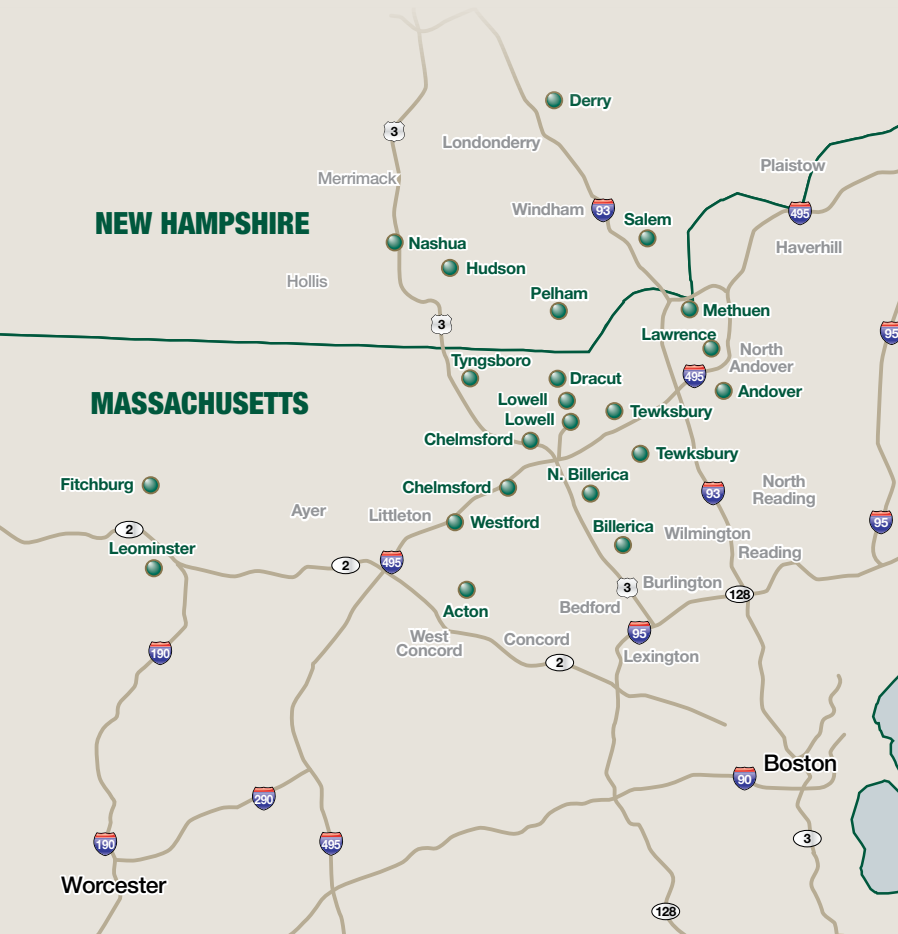 Derry
3
Londonderry
Plaistow
Merrimack
Windham
93
495
NEW HAMPSHIRE
Salem
Nashua
Haverhill
Hudson
Hollis
Pelham
Methuen
3
Lawrence
95
North
Andover
Tyngsboro
495
Dracut
Andover
MASSACHUSETTS
Lowell
Tewksbury
Lowell
Chelmsford
Tewksbury
N. Billerica
Fitchburg
Chelmsford
93
North
Reading
Ayer
Littleton
Westford
95
2
Billerica
Wilmington
Leominster
Reading
495
2
Burlington
3
128
Acton
Bedford
95
West
Concord
Concord
190
2
Lexington
Boston
90
290
190
495
3
Worcester
128